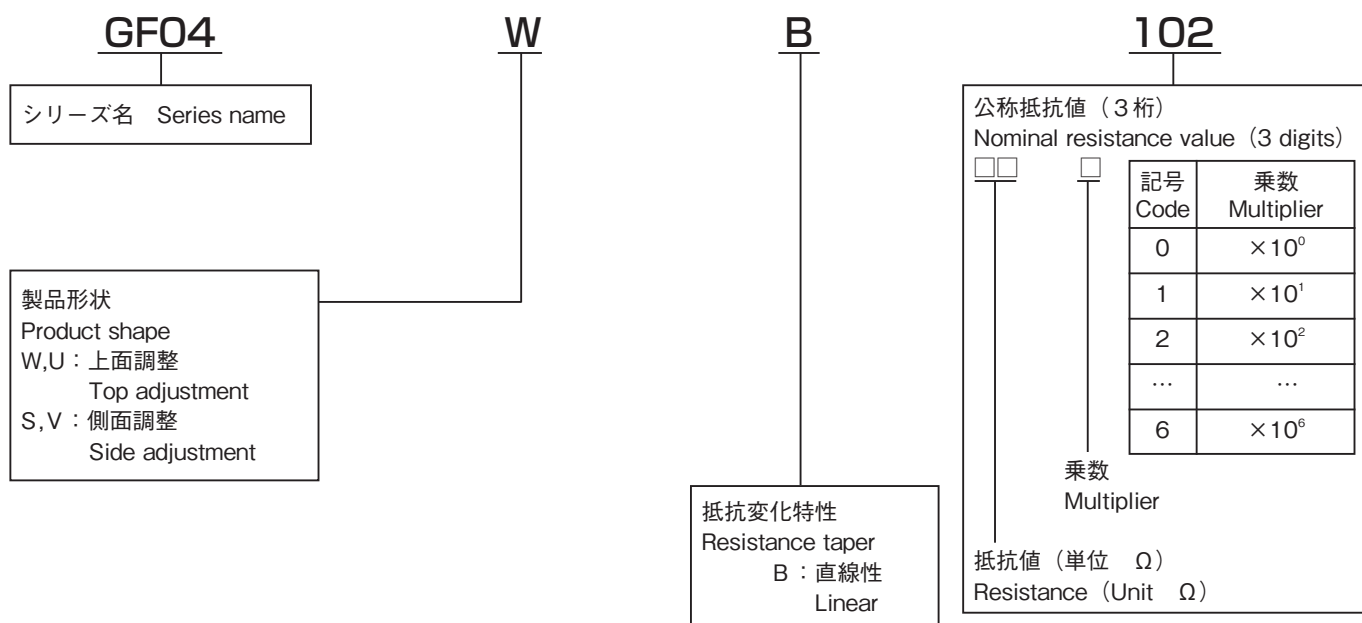 GF04 W B 102
シリーズ名 Series name
製品形状
Product shape
W,U：上面調整
Top adjustment
S,V：側面調整
Side adjustment
抵抗変化特性
Resistance taper
B：直線性
Linear
公称抵抗値（3桁）
Nominal resistance value（3 digits）
□□ □
記号 乗数
Code Multiplier
0 ×10⁰
1 ×10¹
2 ×10²
… …
6 ×10⁶
乗数
Multiplier
抵抗値（単位 Ω）
Resistance（Unit Ω）